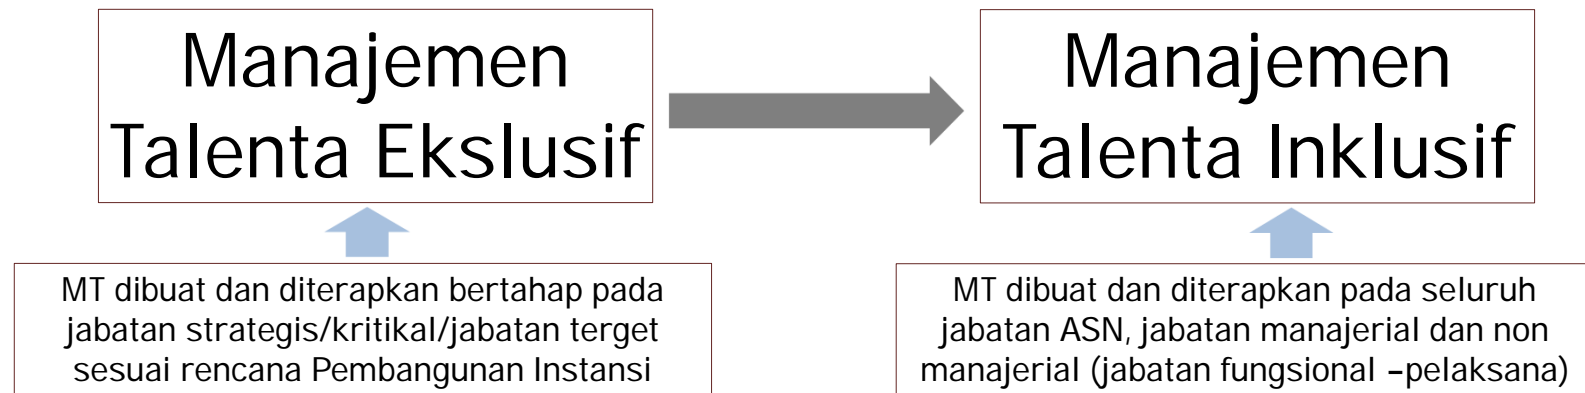 Manajemen
Talenta Ekslusif
Manajemen
Talenta Inklusif
MT dibuat dan diterapkan bertahap pada
jabatan strategis/kritikal/jabatan terget
sesuai rencana Pembangunan Instansi
MT dibuat dan diterapkan pada seluruh
jabatan ASN, jabatan manajerial dan non
manajerial (jabatan fungsional –pelaksana)